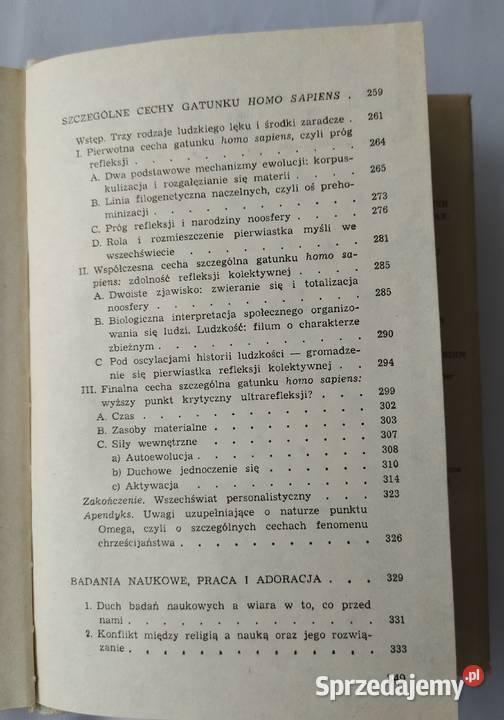 SZCZEGÓLNE CECHY GATUNKU HOMO SAPIENS . 259
Wstęp. Trzy rodzaje ludzkiego lęku i środki zaradcze . 261
I. Pierwotna cecha gatunku homo sapiens, czyli próg
refleksji . . . . . . . . . . . . 264
A. Dwa podstawowe mechanizmy ewolucji: korpus-
kulizacja i rozgałęzianie się materii . . . . 265
B. Linia filogenetyczna naczelnych, czyli oś preho-
minizacji . . . . . . . . . . . 273
C. Próg refleksji i narodziny noosfery . . . . 276
D. Rola i rozmieszczenie pierwiastka myśli we
wszechświecie . . . . . . . . . 281
II. Współczesna cecha szczególna gatunku homo sa-
piens: zdolność refleksji kolektywnej . . . . 285
A. Dwoiste zjawisko: zwieranie się i totalizacja
noosfery . . . . . . . . . . . 285
B. Biologiczna interpretacja społecznego organizo-
wania się ludzi. Ludzkość: filum o charakterze
zbieżnym . . . . . . . . . . . 290
C Pod oscylacjami historii ludzkości — gromadze-
nie się pierwiastka refleksji kolektywnej . . . 294
III. Finalna cecha szczególna gatunku homo sapiens:
wyższy punkt krytyczny ultrarefleksji? . . . . 299
A. Czas . . . . . . . . . . . . 302
B. Zasoby materialne . . . . . . . . 303
C. Siły wewnętrzne . . . . . . . . . 307
a) Autoewolucja . . . . . . . . . 308
b) Duchowe jednoczenie się . . . . . . 310
c) Aktywacja . . . . . . . . . . 314
Zakończenie. Wszechświat personalistyczny . . . . 323
Apendyks. Uwagi uzupełniające o naturze punktu
Omega, czyli o szczególnych cechach fenomenu
chrześcijaństwa . . . . . . . . . . 326
BADANIA NAUKOWE, PRACA I ADORACJA . . . 329
1. Duch badań naukowych a wiara w to, co przed
nami . . . . . . . . . . . . . 331
2. Konflikt między religią a nauką oraz jego rozwią-
zanie . . . . . . . . . . . . . 333
Sprzedajemy.pl